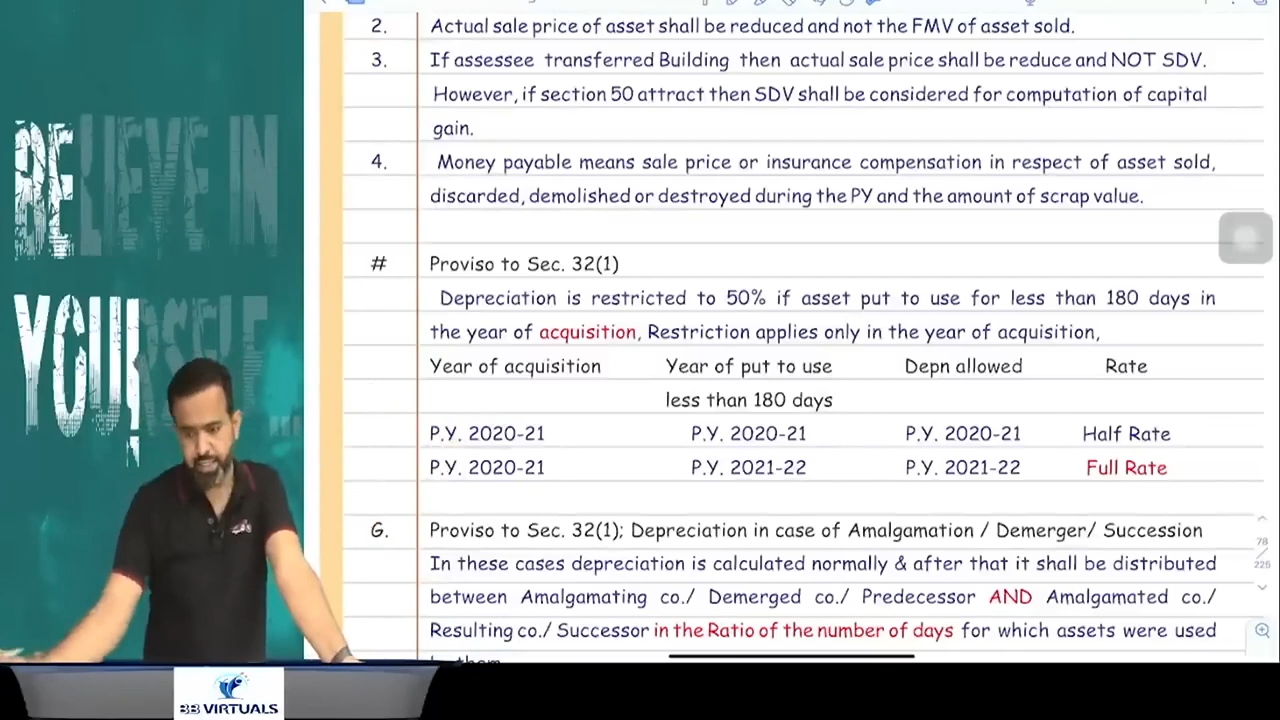 BELIEVE IN
YOURSELF...
2. Actual sale price of asset shall be reduced and not the FMV of asset sold.
3. If assessee transferred Building then actual sale price shall be reduce and NOT SDV.
However, if section 50 attract then SDV shall be considered for computation of capital
gain.
4. Money payable means sale price or insurance compensation in respect of asset sold,
discarded, demolished or destroyed during the PY and the amount of scrap value.
# Proviso to Sec. 32(1)
Depreciation is restricted to 50% if asset put to use for less than 180 days in
the year of acquisition, Restriction applies only in the year of acquisition,
Year of acquisition Year of put to use Depn allowed Rate
less than 180 days
P.Y. 2020-21 P.Y. 2020-21 P.Y. 2020-21 Half Rate
P.Y. 2020-21 P.Y. 2021-22 P.Y. 2021-22 Full Rate
G. Proviso to Sec. 32(1); Depreciation in case of Amalgamation / Demerger/ Succession
In these cases depreciation is calculated normally & after that it shall be distributed
between Amalgamating co./ Demerged co./ Predecessor AND Amalgamated co./
Resulting co./ Successor in the Ratio of the number of days for which assets were used
78
225
BB VIRTUALS